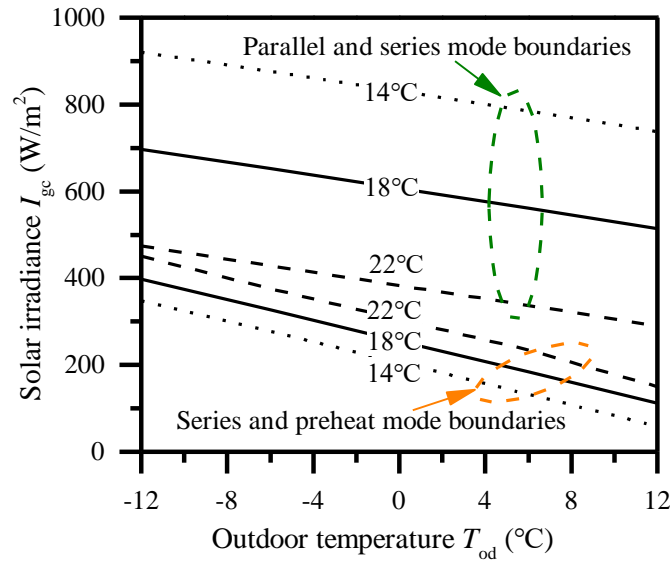 1000
800
600
400
200
0
Solar irradiance I_gc (W/m²)
Parallel and series mode boundaries
14°C
18°C
22°C
22°C
18°C
14°C
Series and preheat mode boundaries
-12 -8 -4 0 4 8 12
Outdoor temperature T_od (°C)